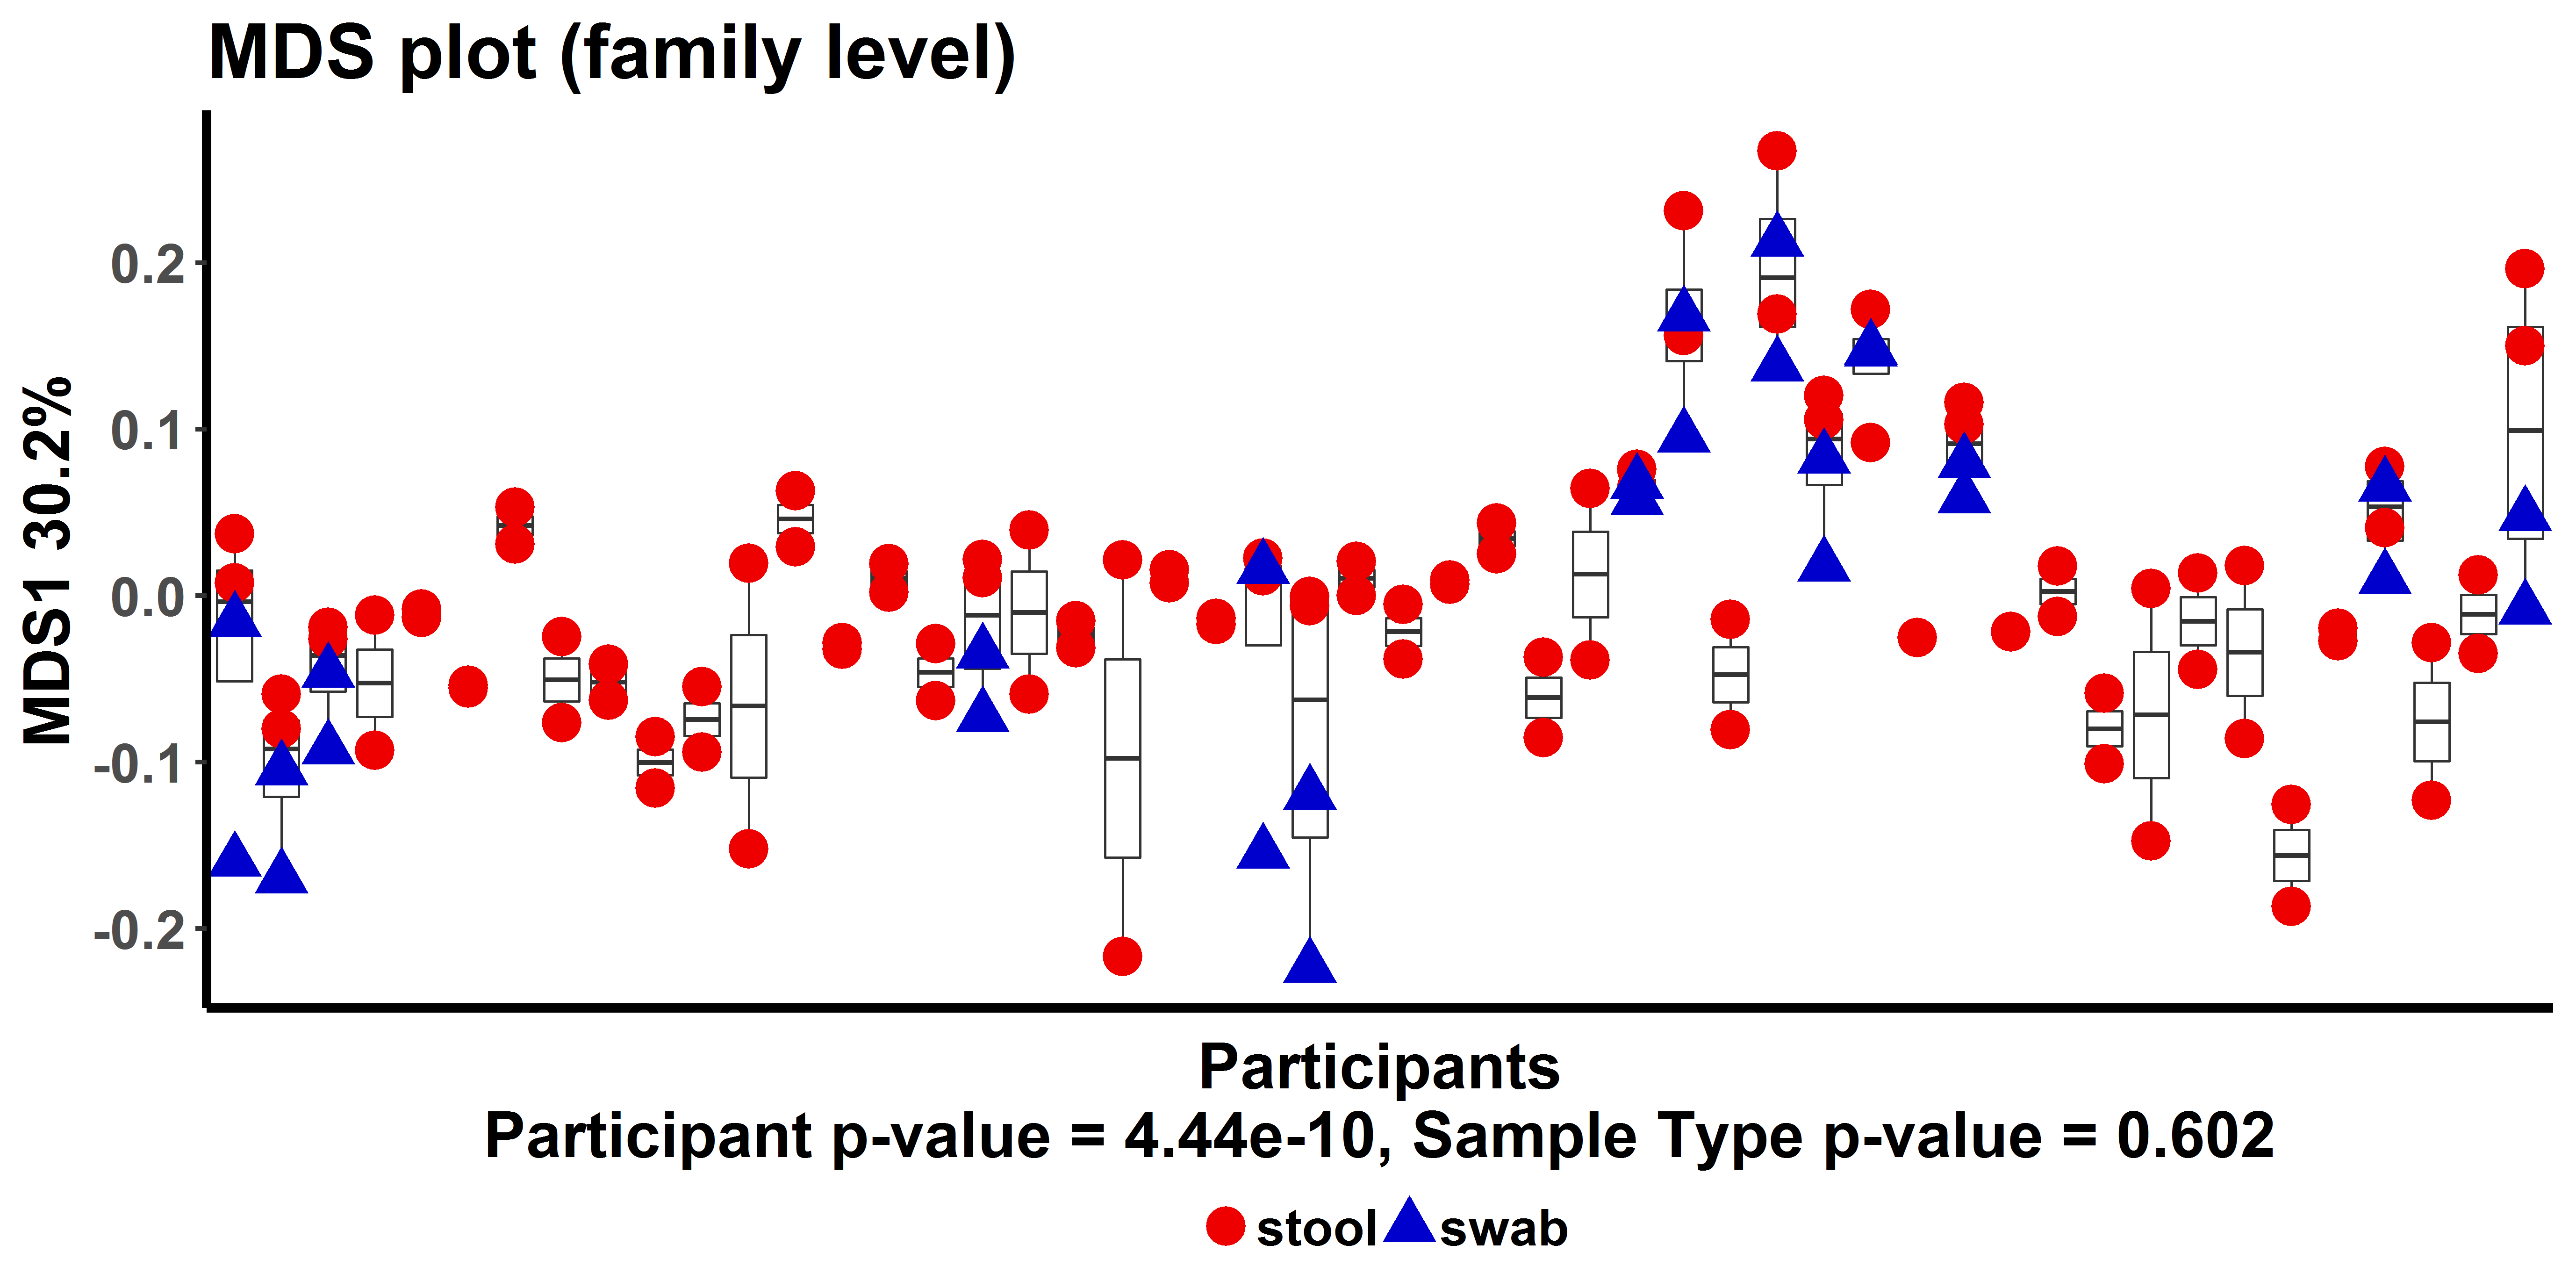 MDS plot (family level)
MDS1 30.2%
0.2
0.1
0.0
-0.1
-0.2
Participants
Participant p-value = 4.44e-10, Sample Type p-value = 0.602
stool swab